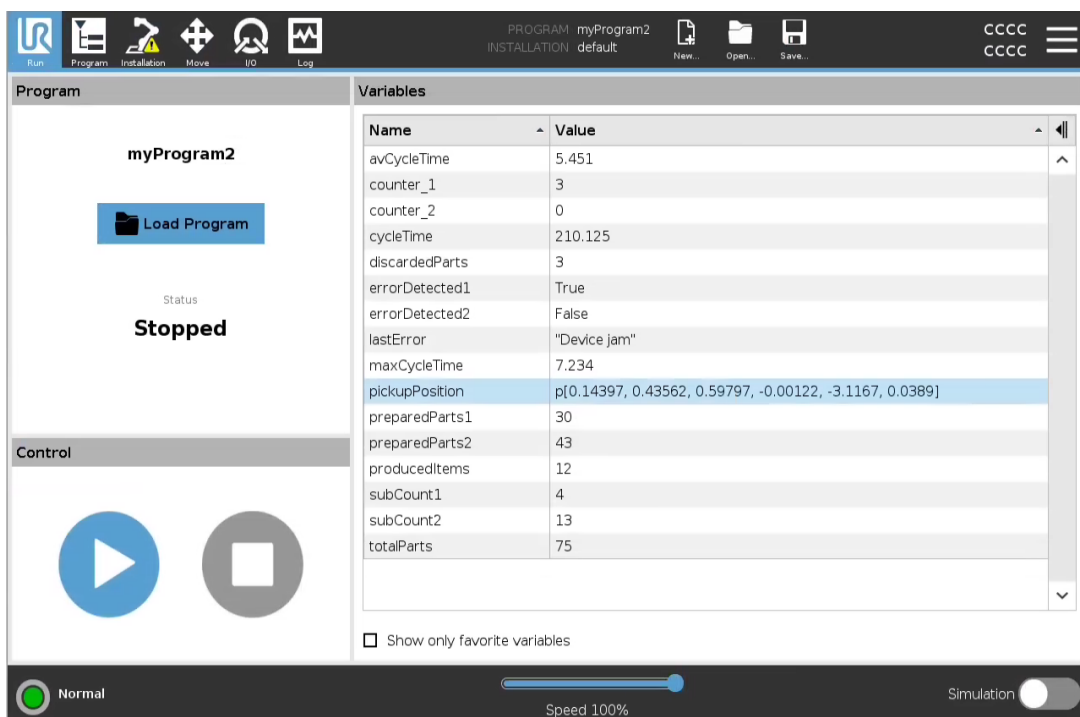 PROGRAM myProgram2
INSTALLATION default
CCCC
CCCC
Run Program Installation Move I/O Log New... Open... Save...
Program
myProgram2
Load Program
Status
Stopped
Control
Variables
Name Value
avCycleTime 5.451
counter_1 3
counter_2 0
cycleTime 210.125
discardedParts 3
errorDetected1 True
errorDetected2 False
lastError "Device jam"
maxCycleTime 7.234
pickupPosition p[0.14397, 0.43562, 0.59797, -0.00122, -3.1167, 0.0389]
preparedParts1 30
preparedParts2 43
producedItems 12
subCount1 4
subCount2 13
totalParts 75
Show only favorite variables
Normal
Speed 100%
Simulation